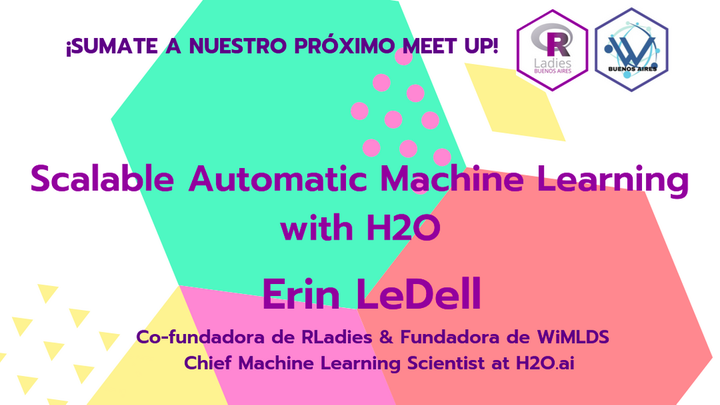 ¡SUMATE A NUESTRO PRÓXIMO MEET UP!
R
Ladies
BUENOS AIRES
W
BUENOS AIRES
Scalable Automatic Machine Learning
with H2O
Erin LeDell
Co-fundadora de RLadies & Fundadora de WiMLDS
Chief Machine Learning Scientist at H2O.ai